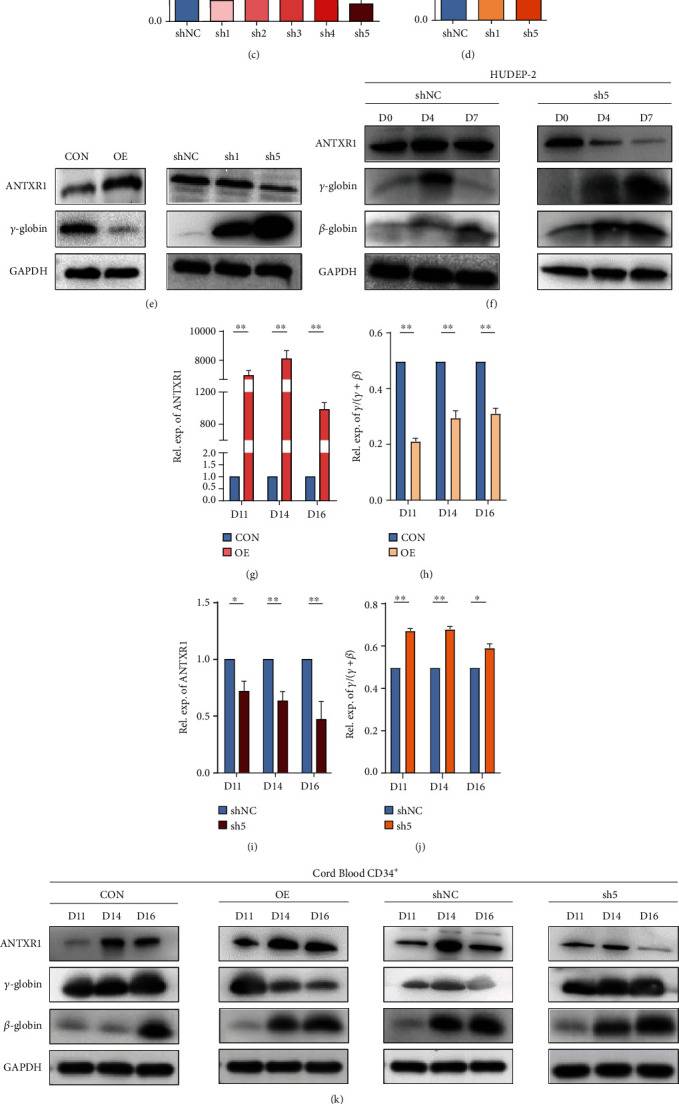 0.0 0.0
shNC sh1 sh2 sh3 sh4 sh5 shNC sh1 sh5
(c) (d)
HUDEP-2
shNC sh5
D0 D4 D7 D0 D4 D7
CON OE shNC sh1 sh5
ANTXR1
γ-globin
β-globin
GAPDH
(f)
ANTXR1
γ-globin
GAPDH
(e)
Rel. exp. of ANTXR1
10000
8000
1200
800
2.0
1.5
1.0
0.5
0.0
** ** **
D11 D14 D16
CON
OE
(g)
Rel. exp. of γ/(γ + β)
0.6
0.4
0.2
0.0
** ** **
D11 D14 D16
CON
OE
(h)
Rel. exp. of ANTXR1
1.5
1.0
0.5
0.0
* ** **
D11 D14 D16
shNC
sh5
(i)
Rel. exp. of γ/(γ +β)
0.8
0.6
0.4
0.2
0.0
** ** *
D11 D14 D16
shNC
sh5
(j)
Cord Blood CD34+
CON OE shNC sh5
D11 D14 D16 D11 D14 D16 D11 D14 D16 D11 D14 D16
ANTXR1
γ-globin
β-globin
GAPDH
(k)